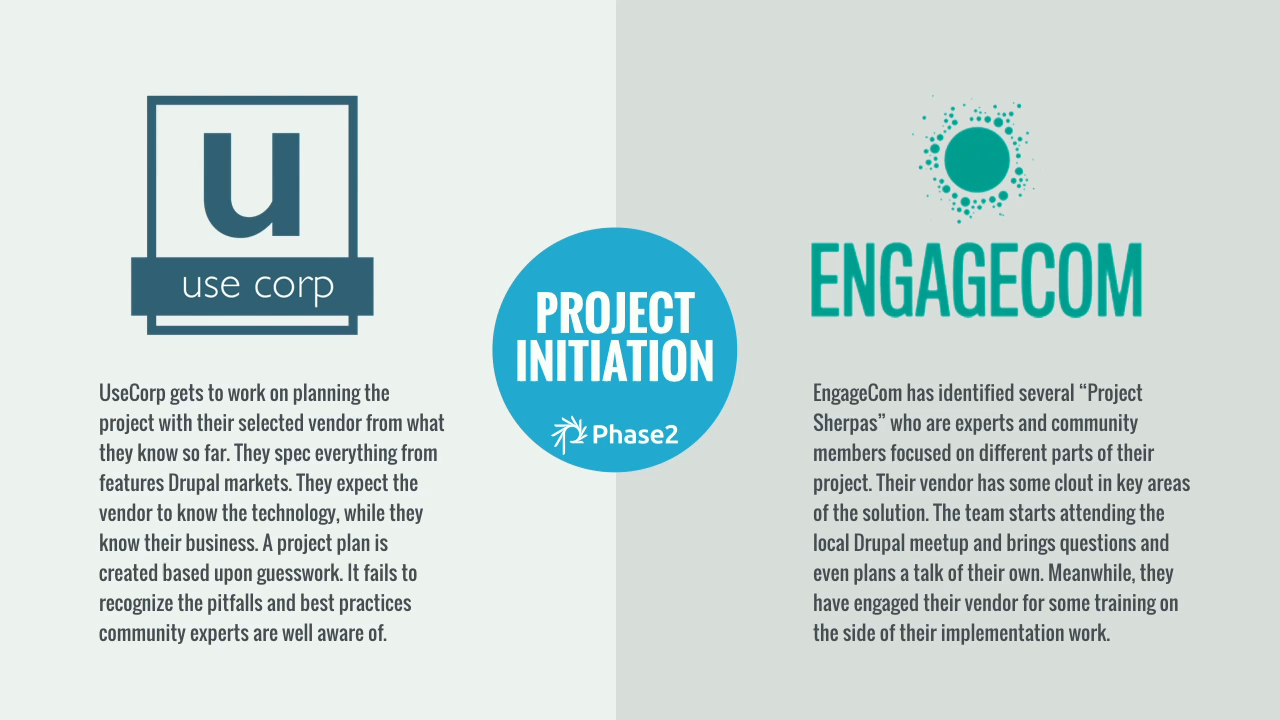 u
use corp
UseCorp gets to work on planning the
project with their selected vendor from what
they know so far. They spec everything from
features Drupal markets. They expect the
vendor to know the technology, while they
know their business. A project plan is
created based upon guesswork. It fails to
recognize the pitfalls and best practices
community experts are well aware of.
PROJECT
INITIATION
Phase2
ENGAGECOM
EngageCom has identified several “Project
Sherpas” who are experts and community
members focused on different parts of their
project. Their vendor has some clout in key areas
of the solution. The team starts attending the
local Drupal meetup and brings questions and
even plans a talk of their own. Meanwhile, they
have engaged their vendor for some training on
the side of their implementation work.